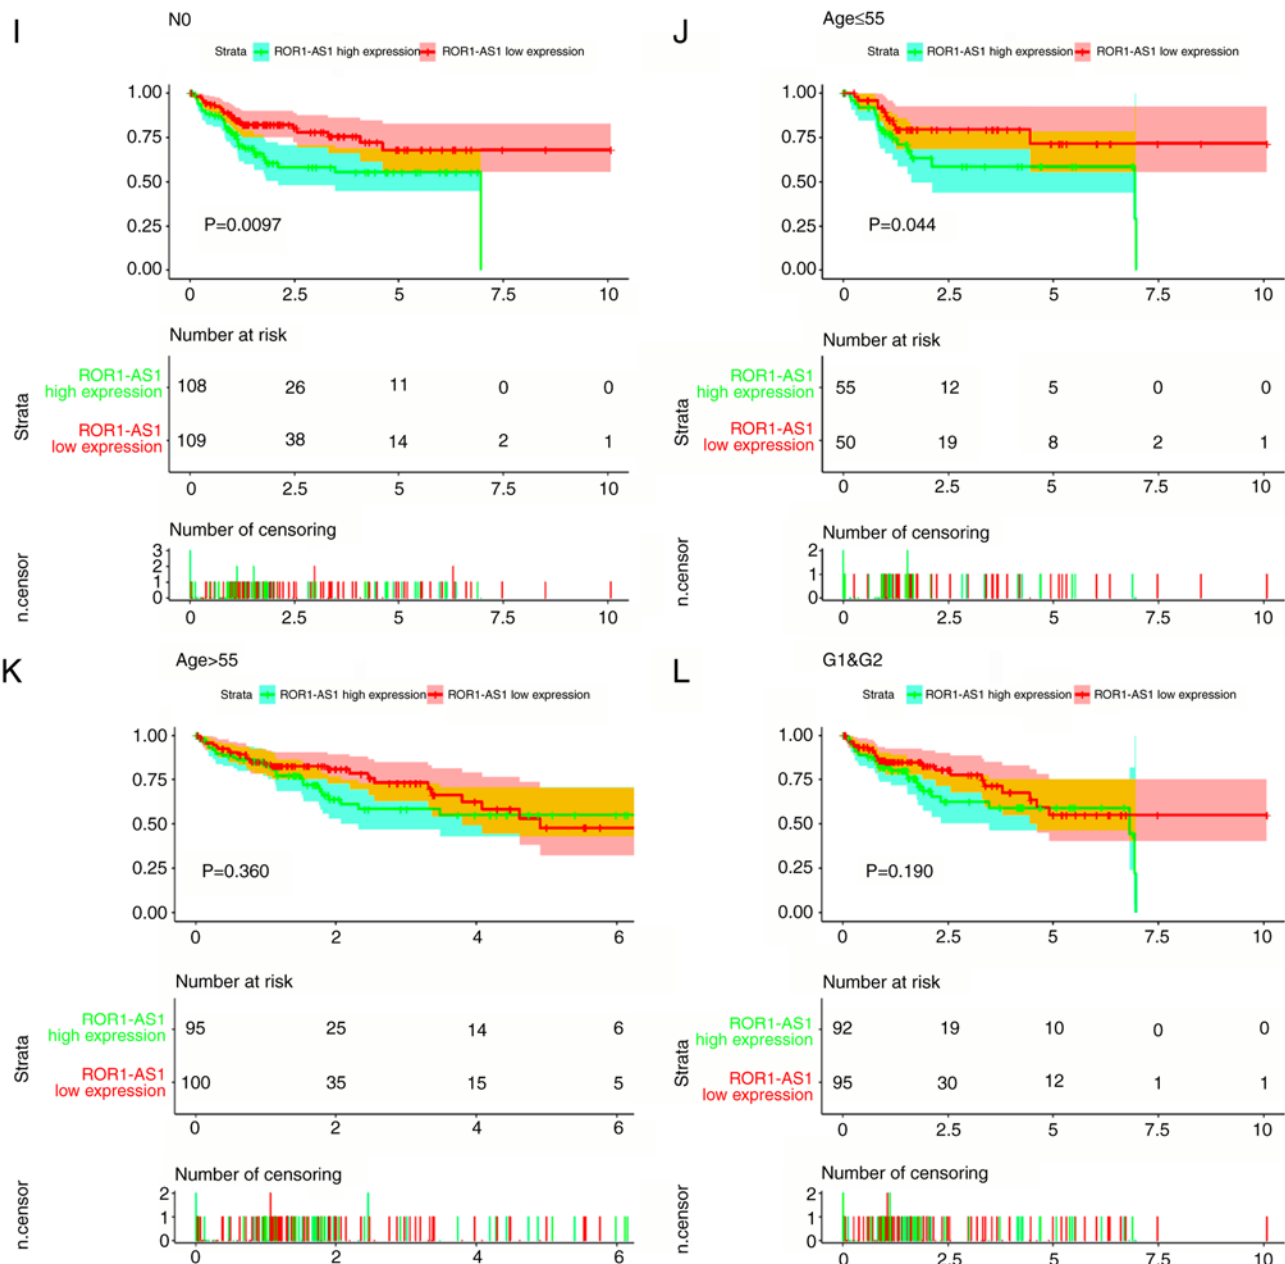 I
N0
Strata ROR1-AS1 high expression ROR1-AS1 low expression
1.00
0.75
0.50
0.25
0.00
P=0.0097
0 2.5 5 7.5 10
Number at risk
Strata
ROR1-AS1
high expression
108 26 11 0 0
ROR1-AS1
low expression
109 38 14 2 1
0 2.5 5 7.5 10
Number of censoring
n.censor
3
2
1
0
0 2.5 5 7.5 10
J
Age≤55
Strata ROR1-AS1 high expression ROR1-AS1 low expression
1.00
0.75
0.50
0.25
0.00
P=0.044
0 2.5 5 7.5 10
Number at risk
Strata
ROR1-AS1
high expression
55 12 5 0 0
ROR1-AS1
low expression
50 19 8 2 1
0 2.5 5 7.5 10
Number of censoring
n.censor
2
1
0
0 2.5 5 7.5 10
K
Age>55
Strata ROR1-AS1 high expression ROR1-AS1 low expression
1.00
0.75
0.50
0.25
0.00
P=0.360
0 2 4 6
Number at risk
Strata
ROR1-AS1
high expression
95 25 14 6
ROR1-AS1
low expression
100 35 15 5
0 2 4 6
Number of censoring
n.censor
2
1
0
0 2 4 6
L
G1&G2
Strata ROR1-AS1 high expression ROR1-AS1 low expression
1.00
0.75
0.50
0.25
0.00
P=0.190
0 2.5 5 7.5 10
Number at risk
Strata
ROR1-AS1
high expression
92 19 10 0 0
ROR1-AS1
low expression
95 30 12 1 1
0 2.5 5 7.5 10
Number of censoring
n.censor
2
1
0
0 2.5 5 7.5 10